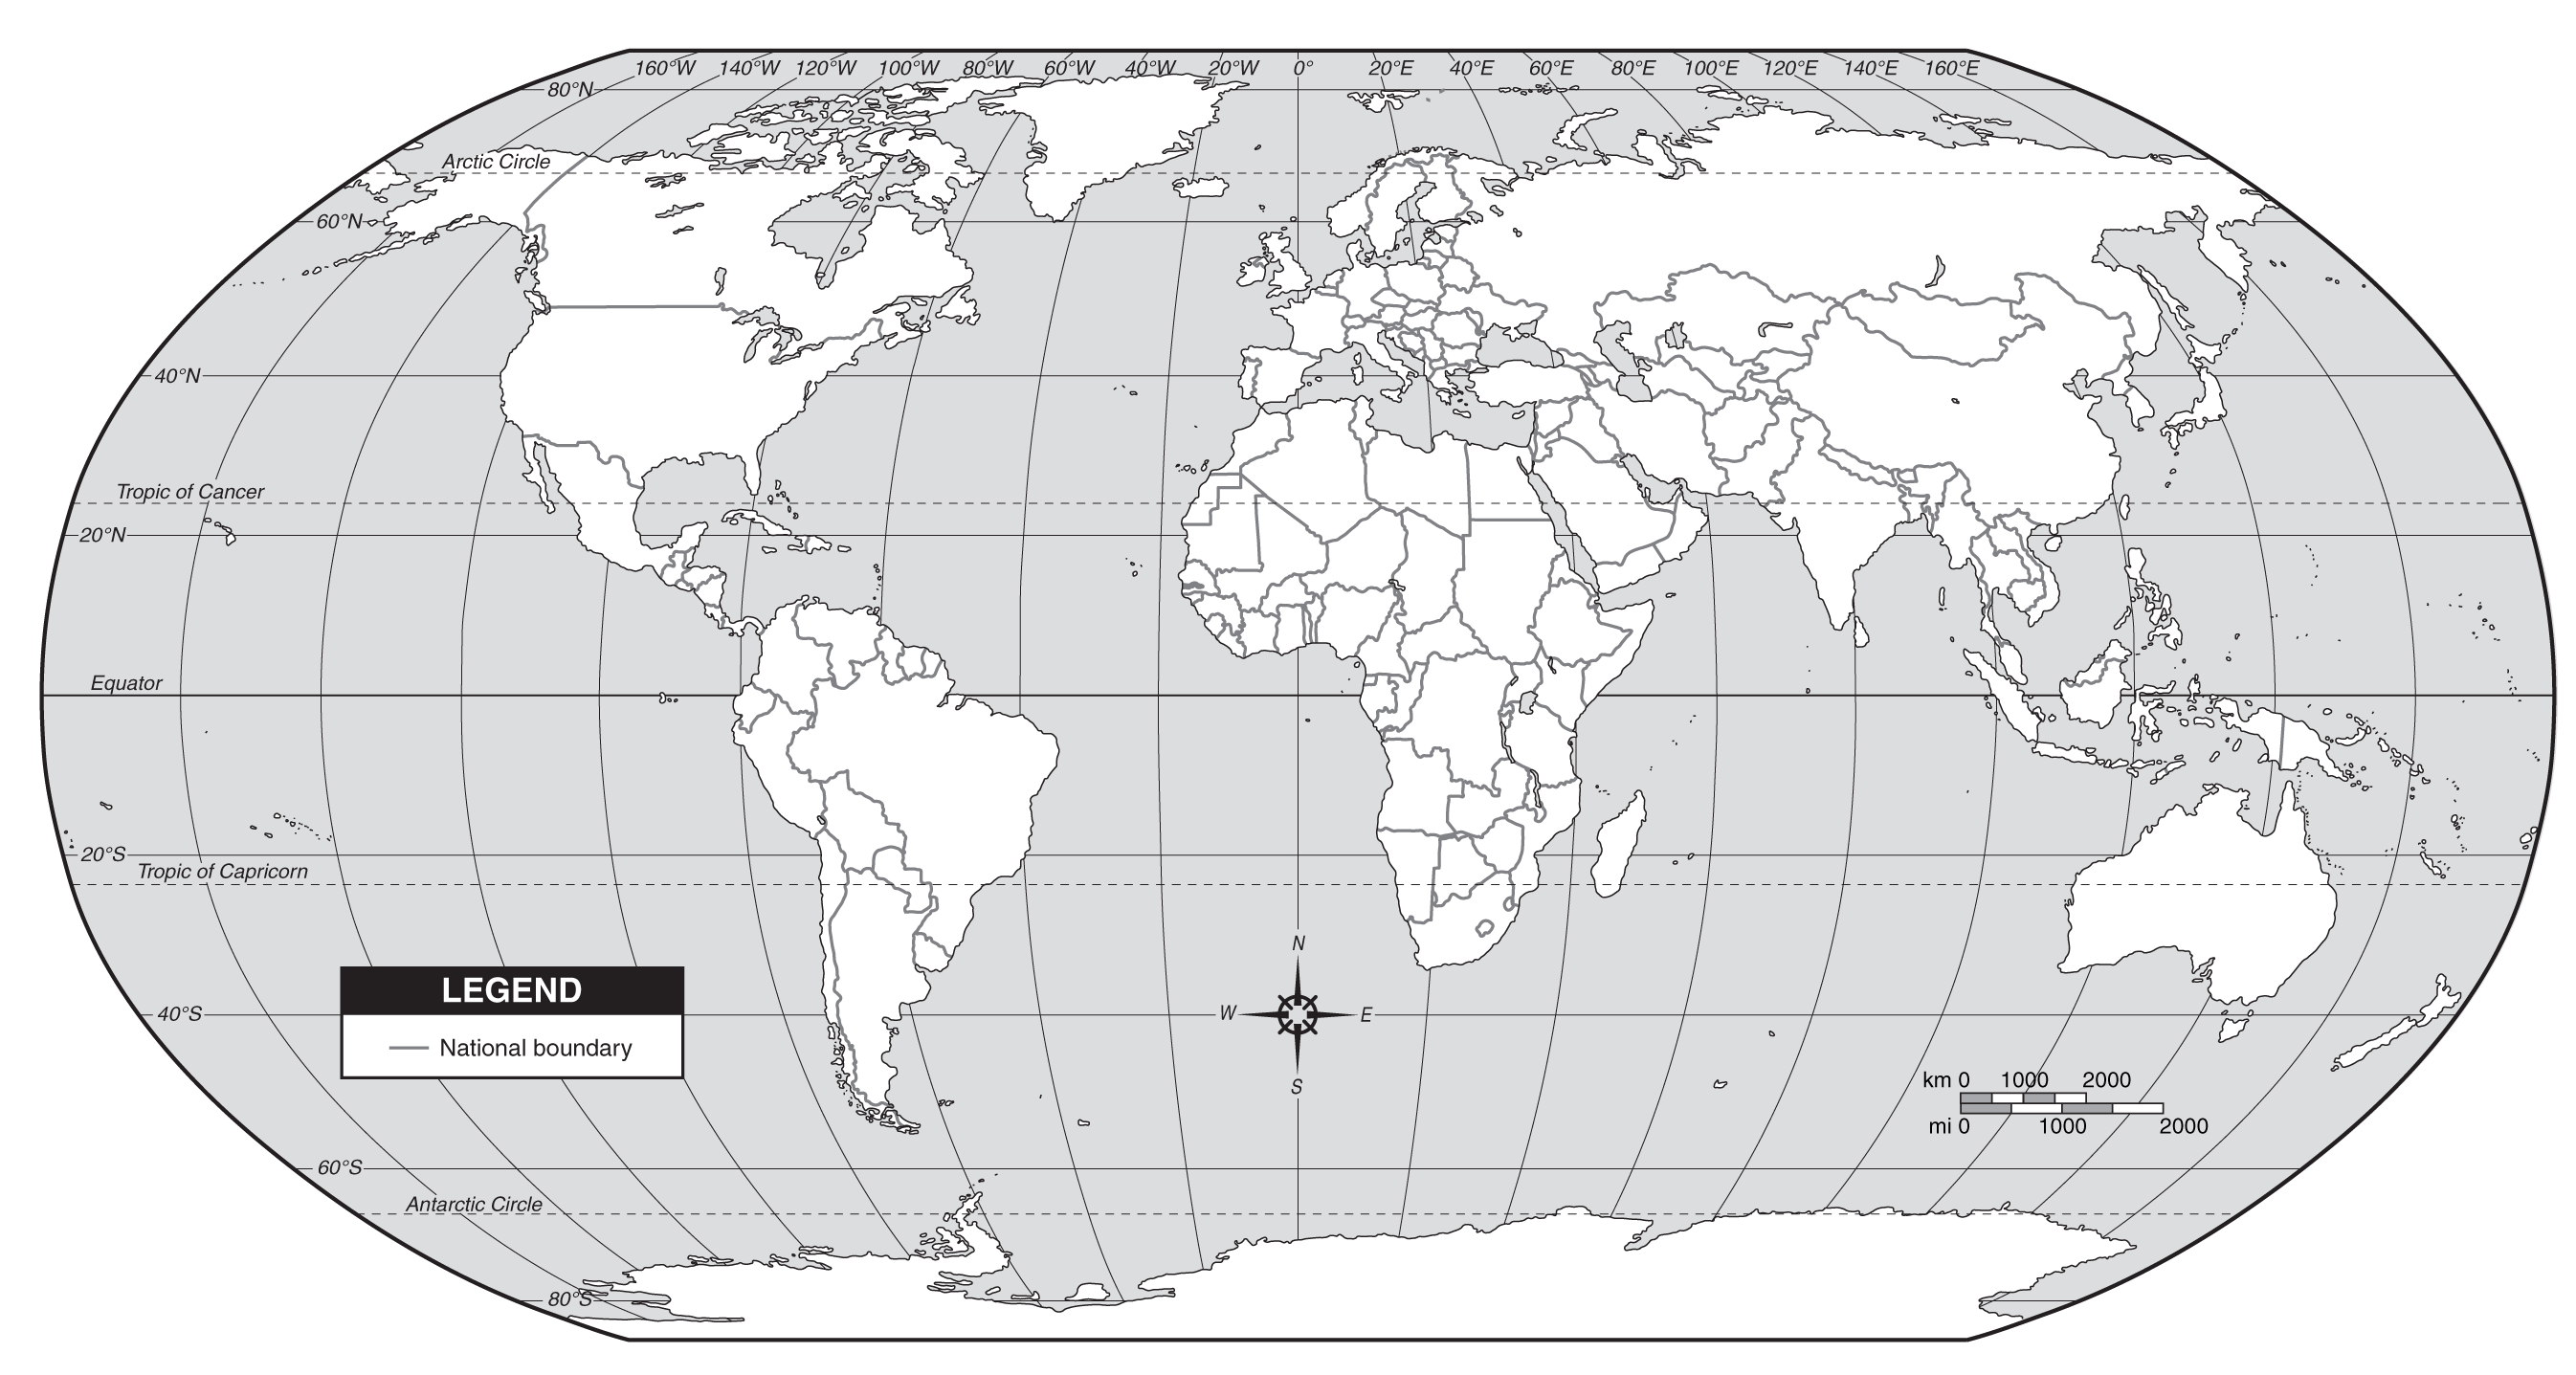 160°W 140°W 120°W 100°W 80°W 60°W 40°W 20°W 0° 20°E 40°E 60°E 80°E 100°E 120°E 140°E 160°E
80°N
Arctic Circle
60°N
40°N
Tropic of Cancer
20°N
Equator
20°S
Tropic of Capricorn
N
LEGEND
40°S
W E
National boundary
S
km 0 1000 2000
mi 0 1000 2000
60°S
Antarctic Circle
80°S